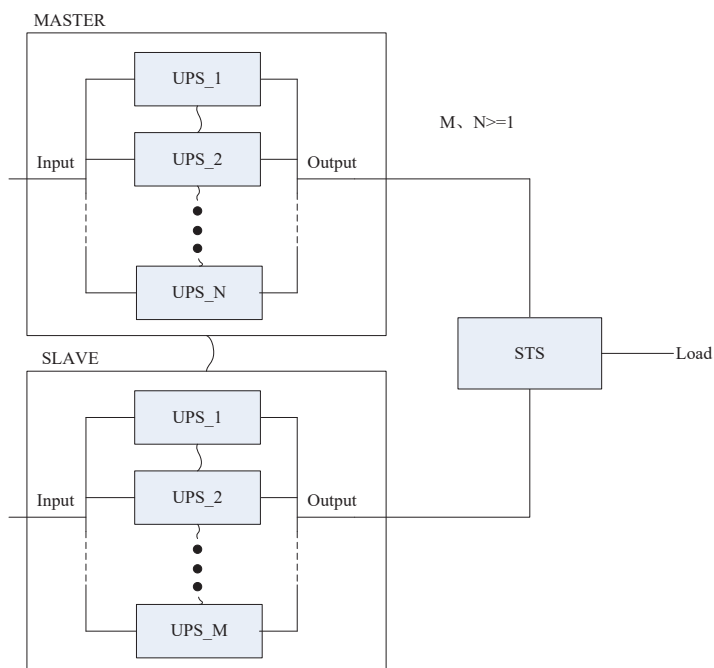 MASTER
UPS_1
M、N>=1
Input
UPS_2
Output
UPS_N
STS
Load
SLAVE
UPS_1
Input
UPS_2
Output
UPS_M